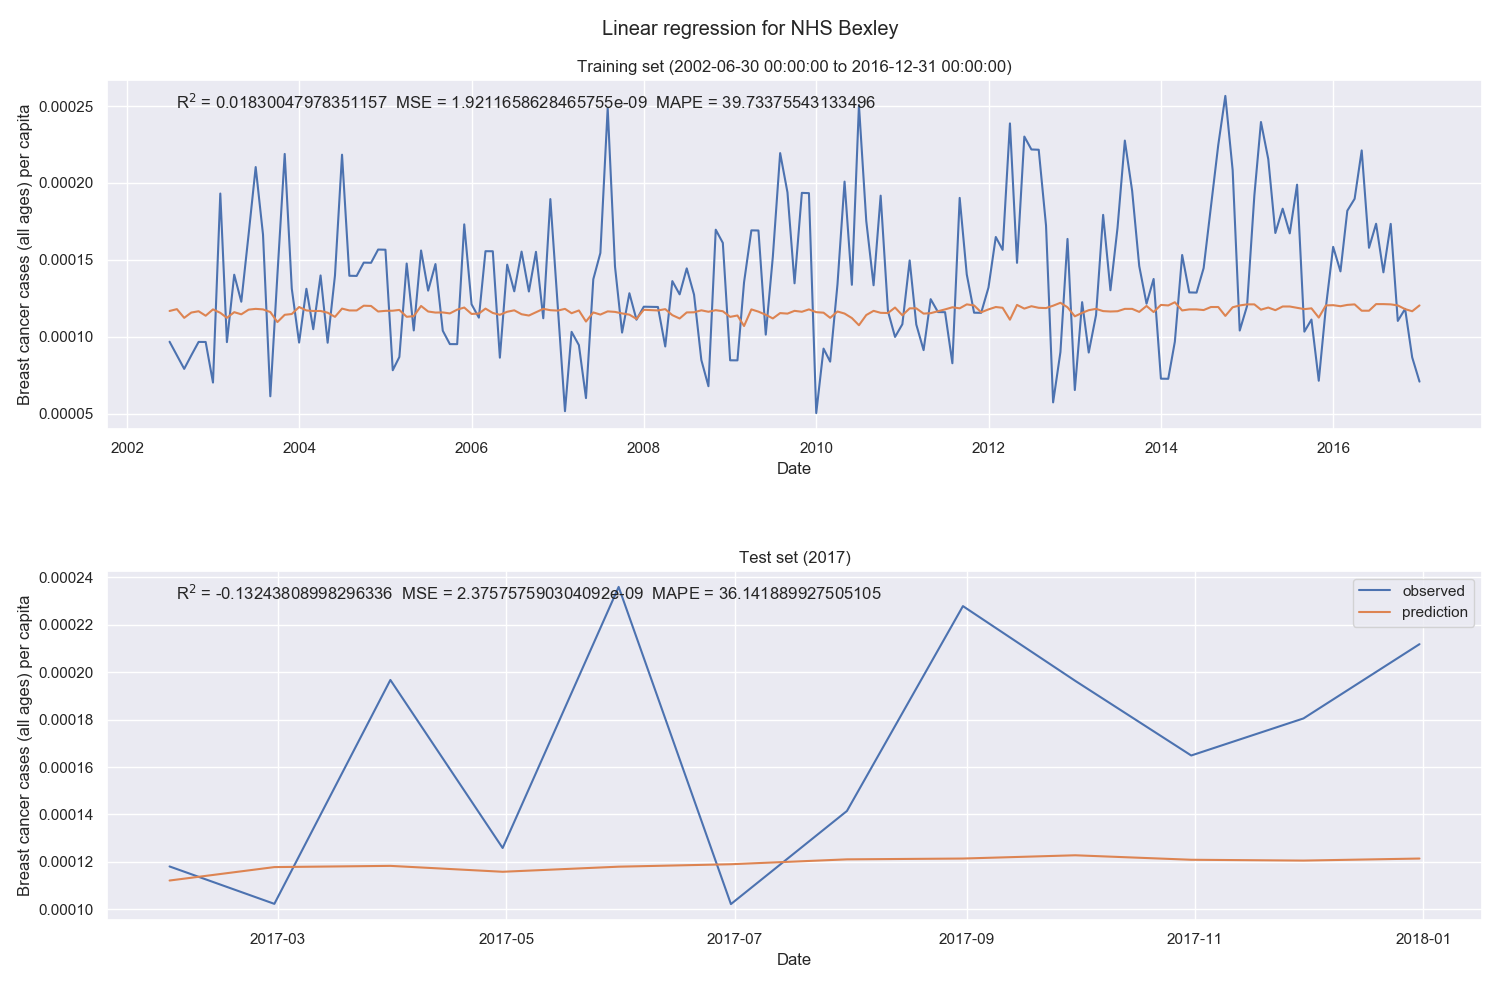 Linear regression for NHS Bexley
Training set (2002-06-30 00:00:00 to 2016-12-31 00:00:00)
R² = 0.01830047978351157 MSE = 1.9211658628465755e-09 MAPE = 39.73375543133496
Breast cancer cases (all ages) per capita
0.00025
0.00020
0.00015
0.00010
0.00005
2002 2004 2006 2008 2010 2012 2014 2016
Date
Test set (2017)
R² = -0.13243808998296336 MSE = 2.375757590304092e-09 MAPE = 36.141889927505105
observed
prediction
Breast cancer cases (all ages) per capita
0.00024
0.00022
0.00020
0.00018
0.00016
0.00014
0.00012
0.00010
2017-03 2017-05 2017-07 2017-09 2017-11 2018-01
Date